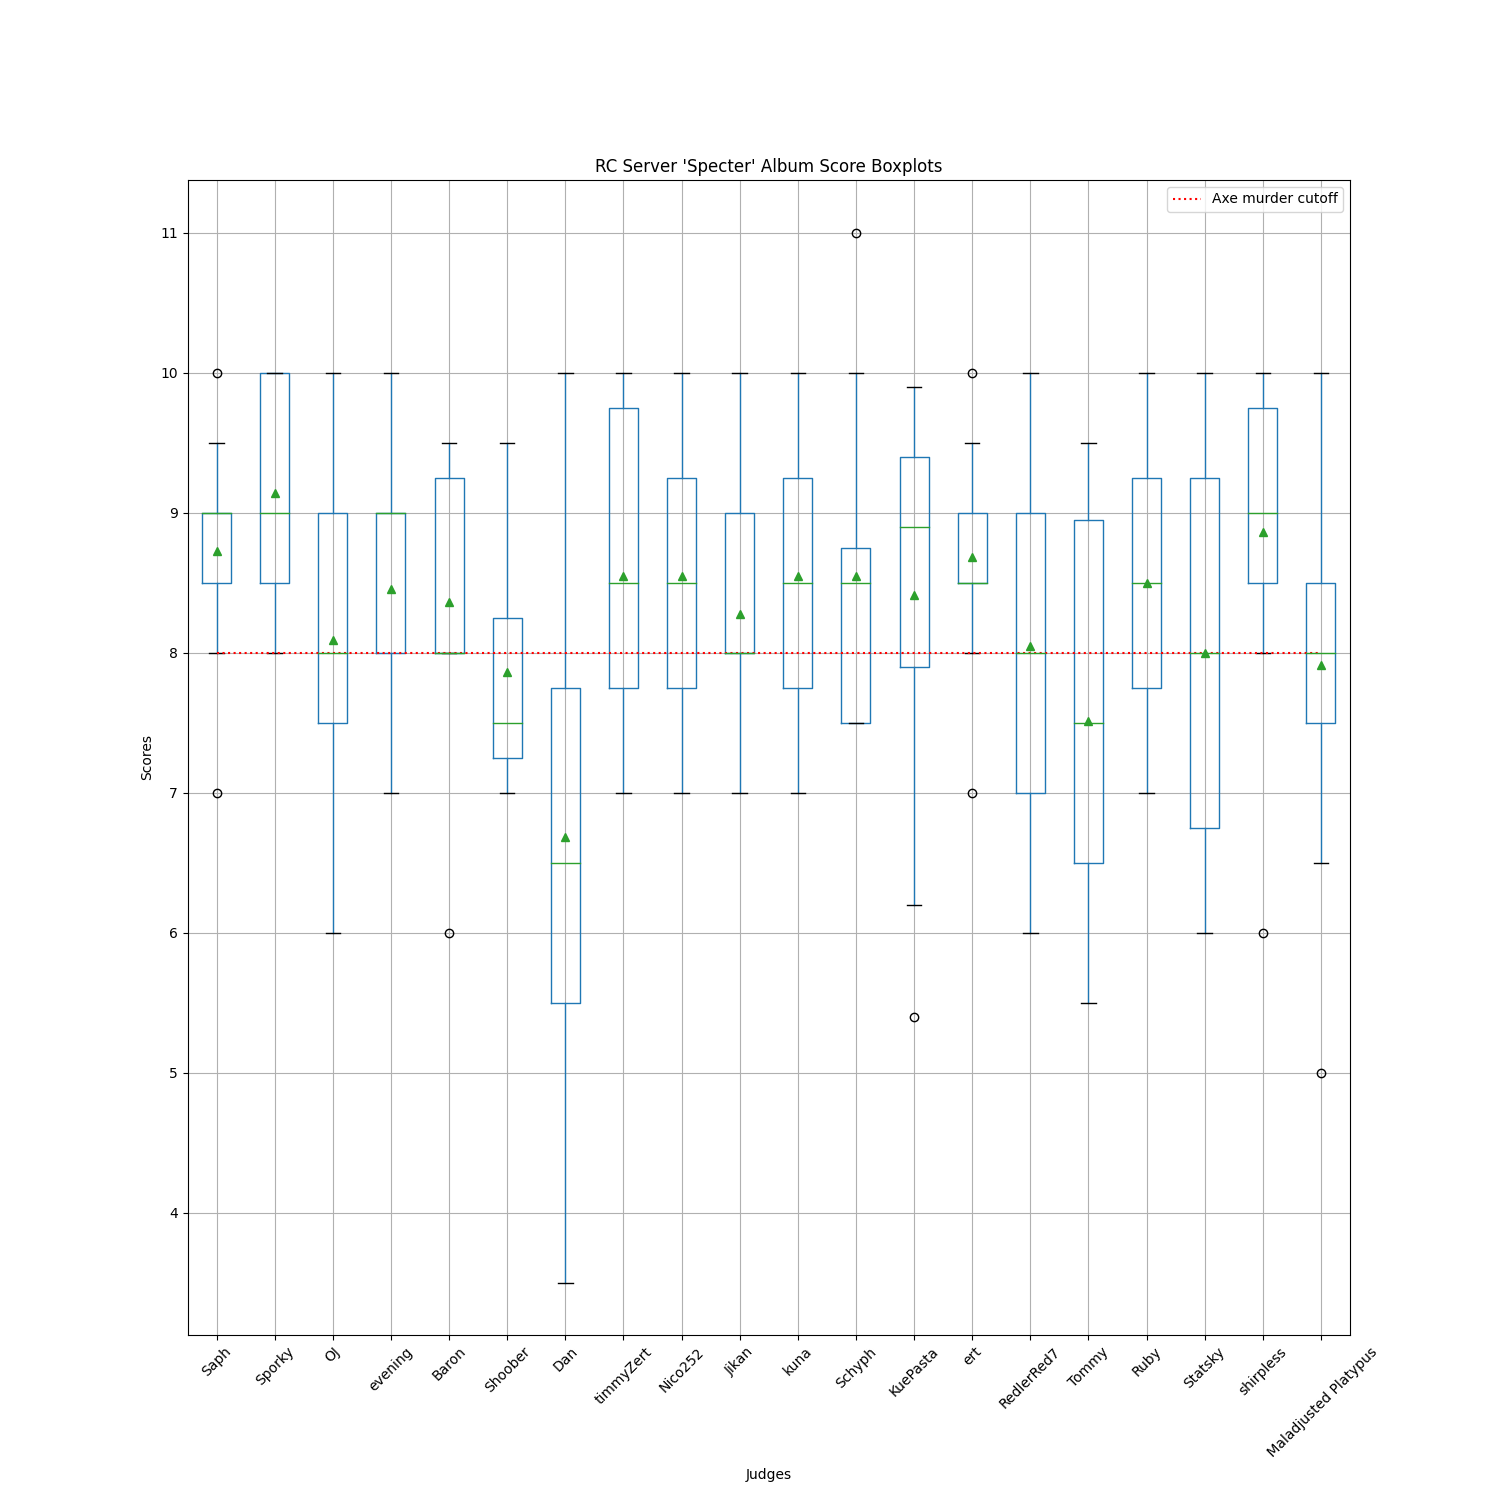 RC Server 'Specter' Album Score Boxplots
Axe murder cutoff
11
10
9
8
7
6
5
4
Scores
Saph
Sporky
OJ
evening
Baron
Shoober
Dan
timmyZert
Nico252
Jikan
kuna
Schyph
KuePasta
ert
RedlerRed7
Tommy
Ruby
Statsky
shirpless
Maladjusted Platypus
Judges